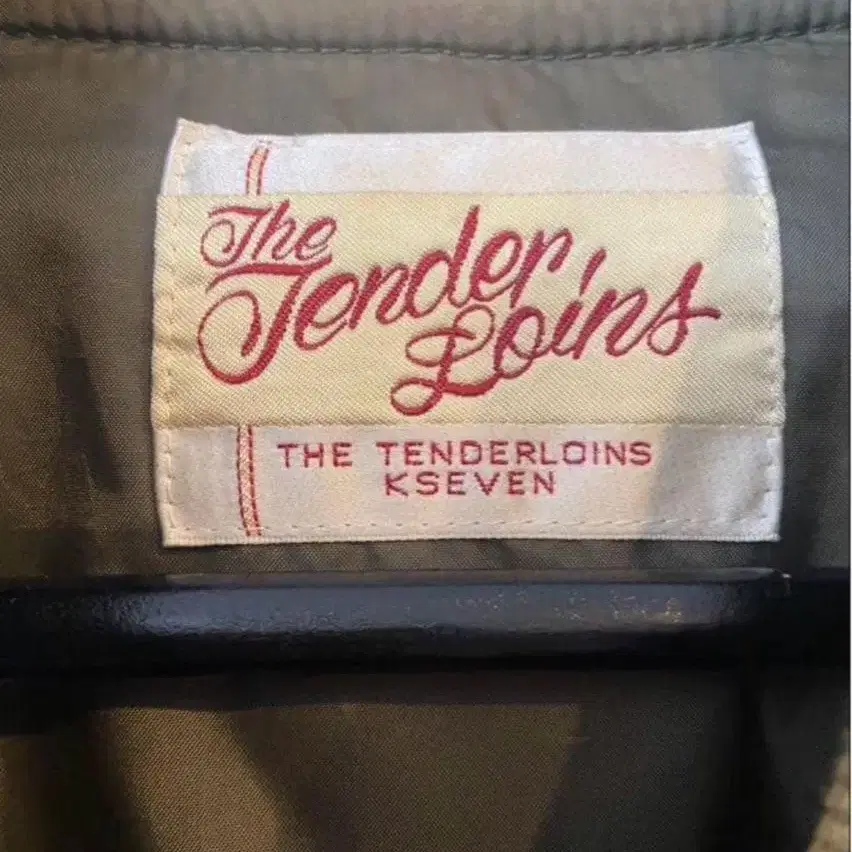 The
Tender
Loins
THE TENDERLOINS
KSEVEN